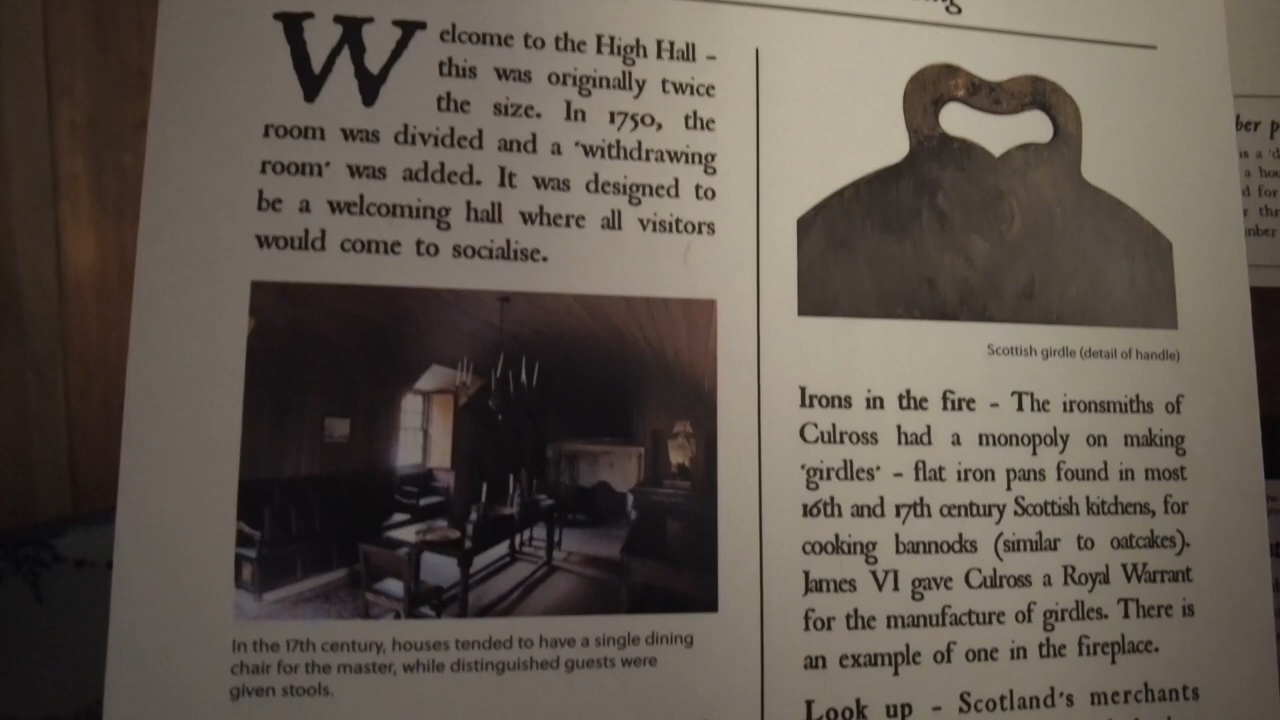 Welcome to the High Hall –
this was originally twice
the size. In 1750, the
room was divided and a 'withdrawing
room' was added. It was designed to
be a welcoming hall where all visitors
would come to socialise.
In the 17th century, houses tended to have a single dining
chair for the master, while distinguished guests were
given stools.
Scottish girdle (detail of handle)
Irons in the fire – The ironsmiths of
Culross had a monopoly on making
'girdles' – flat iron pans found in most
16th and 17th century Scottish kitchens, for
cooking bannocks (similar to oatcakes).
James VI gave Culross a Royal Warrant
for the manufacture of girdles. There is
an example of one in the fireplace.
Look up – Scotland's merchants